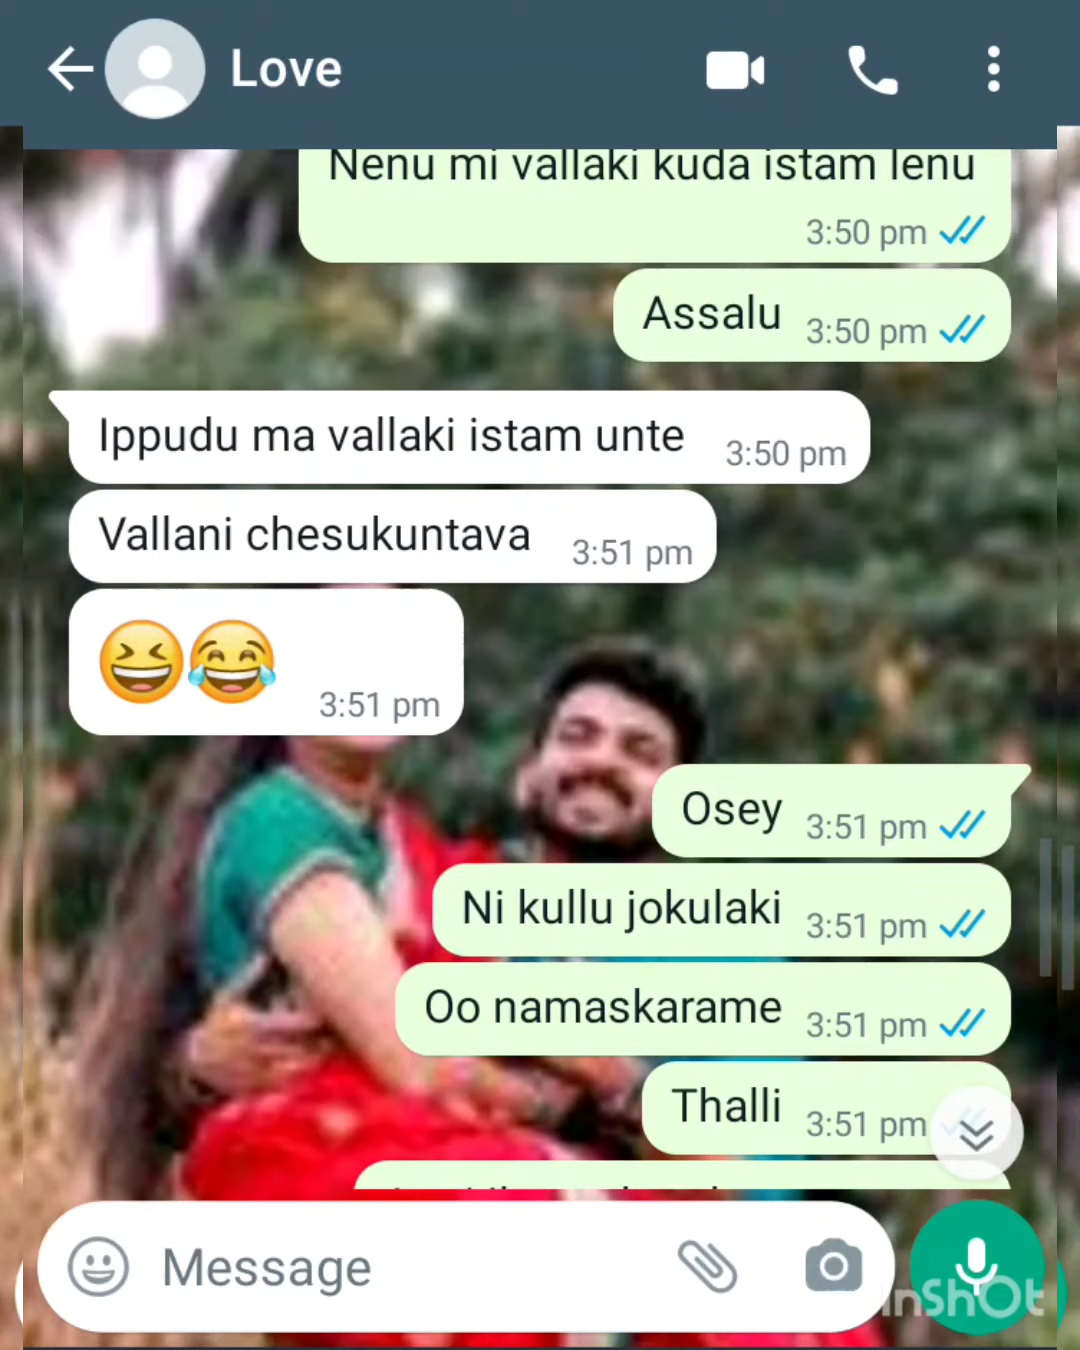 Love
Nenu mi vallaki kuda istam lenu
3:50 pm
Assalu 3:50 pm
Ippudu ma vallaki istam unte 3:50 pm
Vallani chesukuntava 3:51 pm
😆😂 3:51 pm
Osey 3:51 pm
Ni kullu jokulaki 3:51 pm
Oo namaskarame 3:51 pm
Thalli 3:51 pm
Message
InShOt